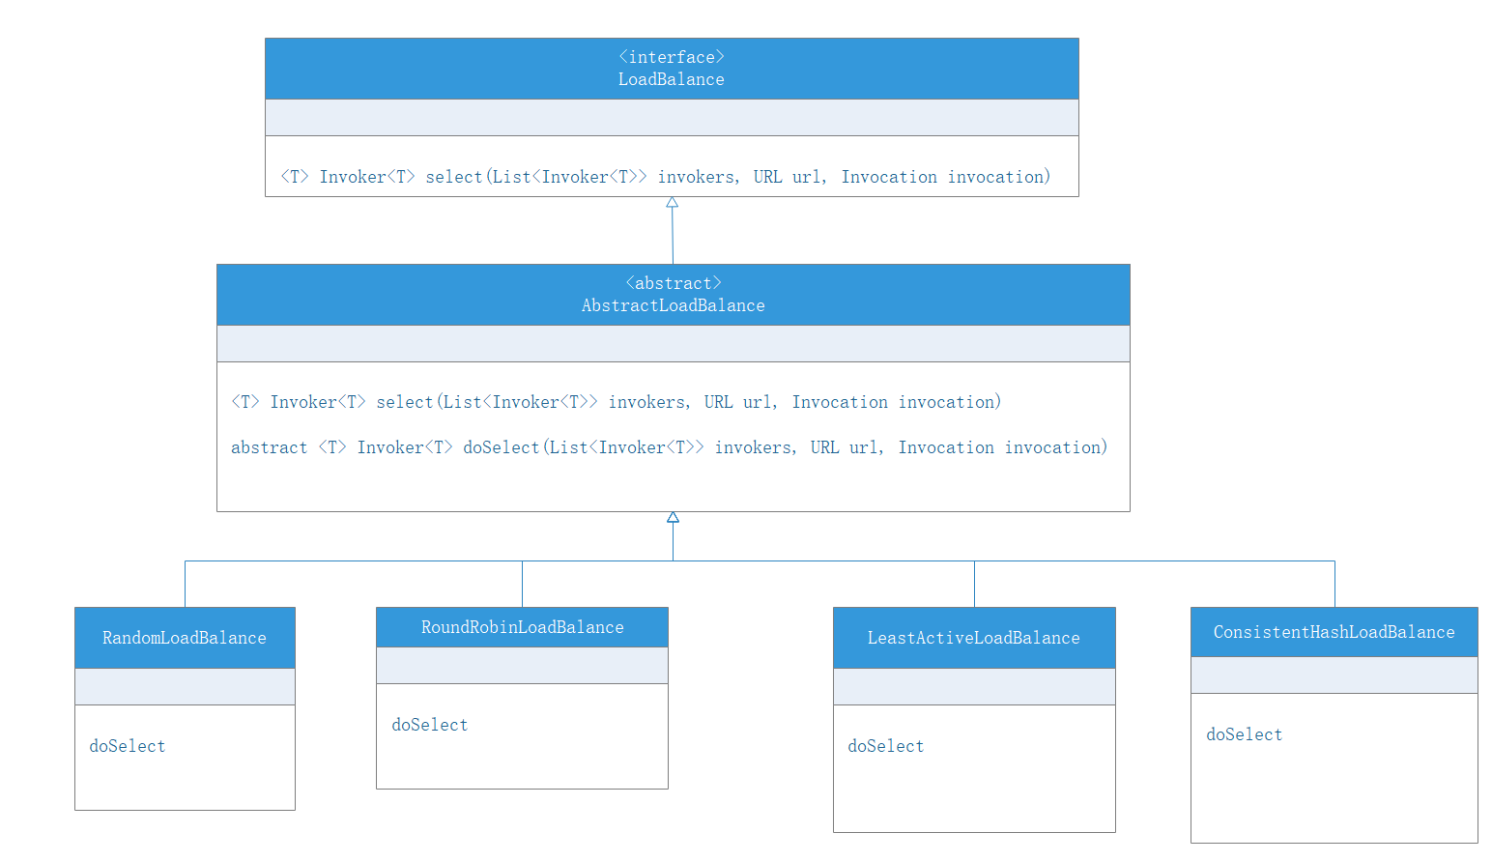 <interface>
LoadBalance
<T> Invoker<T> select(List<Invoker<T>> invokers, URL url, Invocation invocation)
<abstract>
AbstractLoadBalance
<T> Invoker<T> select(List<Invoker<T>> invokers, URL url, Invocation invocation)
abstract <T> Invoker<T> doSelect(List<Invoker<T>> invokers, URL url, Invocation invocation)
RandomLoadBalance
doSelect
RoundRobinLoadBalance
doSelect
LeastActiveLoadBalance
doSelect
ConsistentHashLoadBalance
doSelect